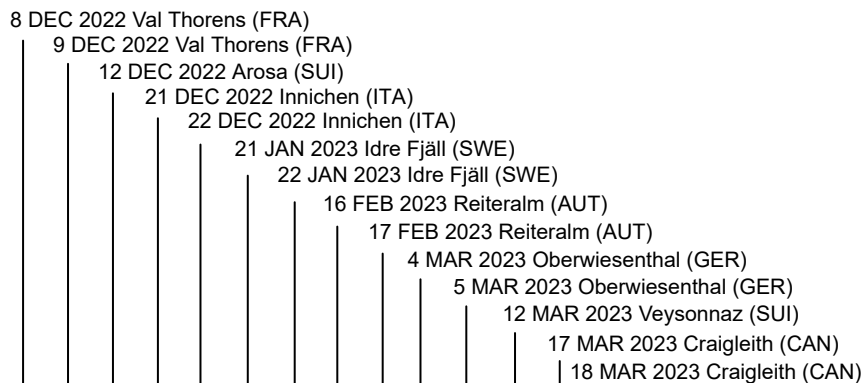 8 DEC 2022 Val Thorens (FRA)
9 DEC 2022 Val Thorens (FRA)
12 DEC 2022 Arosa (SUI)
21 DEC 2022 Innichen (ITA)
22 DEC 2022 Innichen (ITA)
21 JAN 2023 Idre Fjäll (SWE)
22 JAN 2023 Idre Fjäll (SWE)
16 FEB 2023 Reiteralm (AUT)
17 FEB 2023 Reiteralm (AUT)
4 MAR 2023 Oberwiesenthal (GER)
5 MAR 2023 Oberwiesenthal (GER)
12 MAR 2023 Veysonnaz (SUI)
17 MAR 2023 Craigleith (CAN)
18 MAR 2023 Craigleith (CAN)